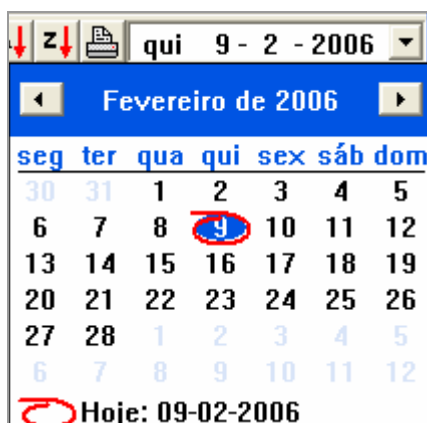 Z qui 9 - 2 - 2006
Fevereiro de 2006
seg ter qua qui sex sáb dom
30 31 1 2 3 4 5
6 7 8 9 10 11 12
13 14 15 16 17 18 19
20 21 22 23 24 25 26
27 28 1 2 3 4 5
6 7 8 9 10 11 12
Hoje: 09-02-2006